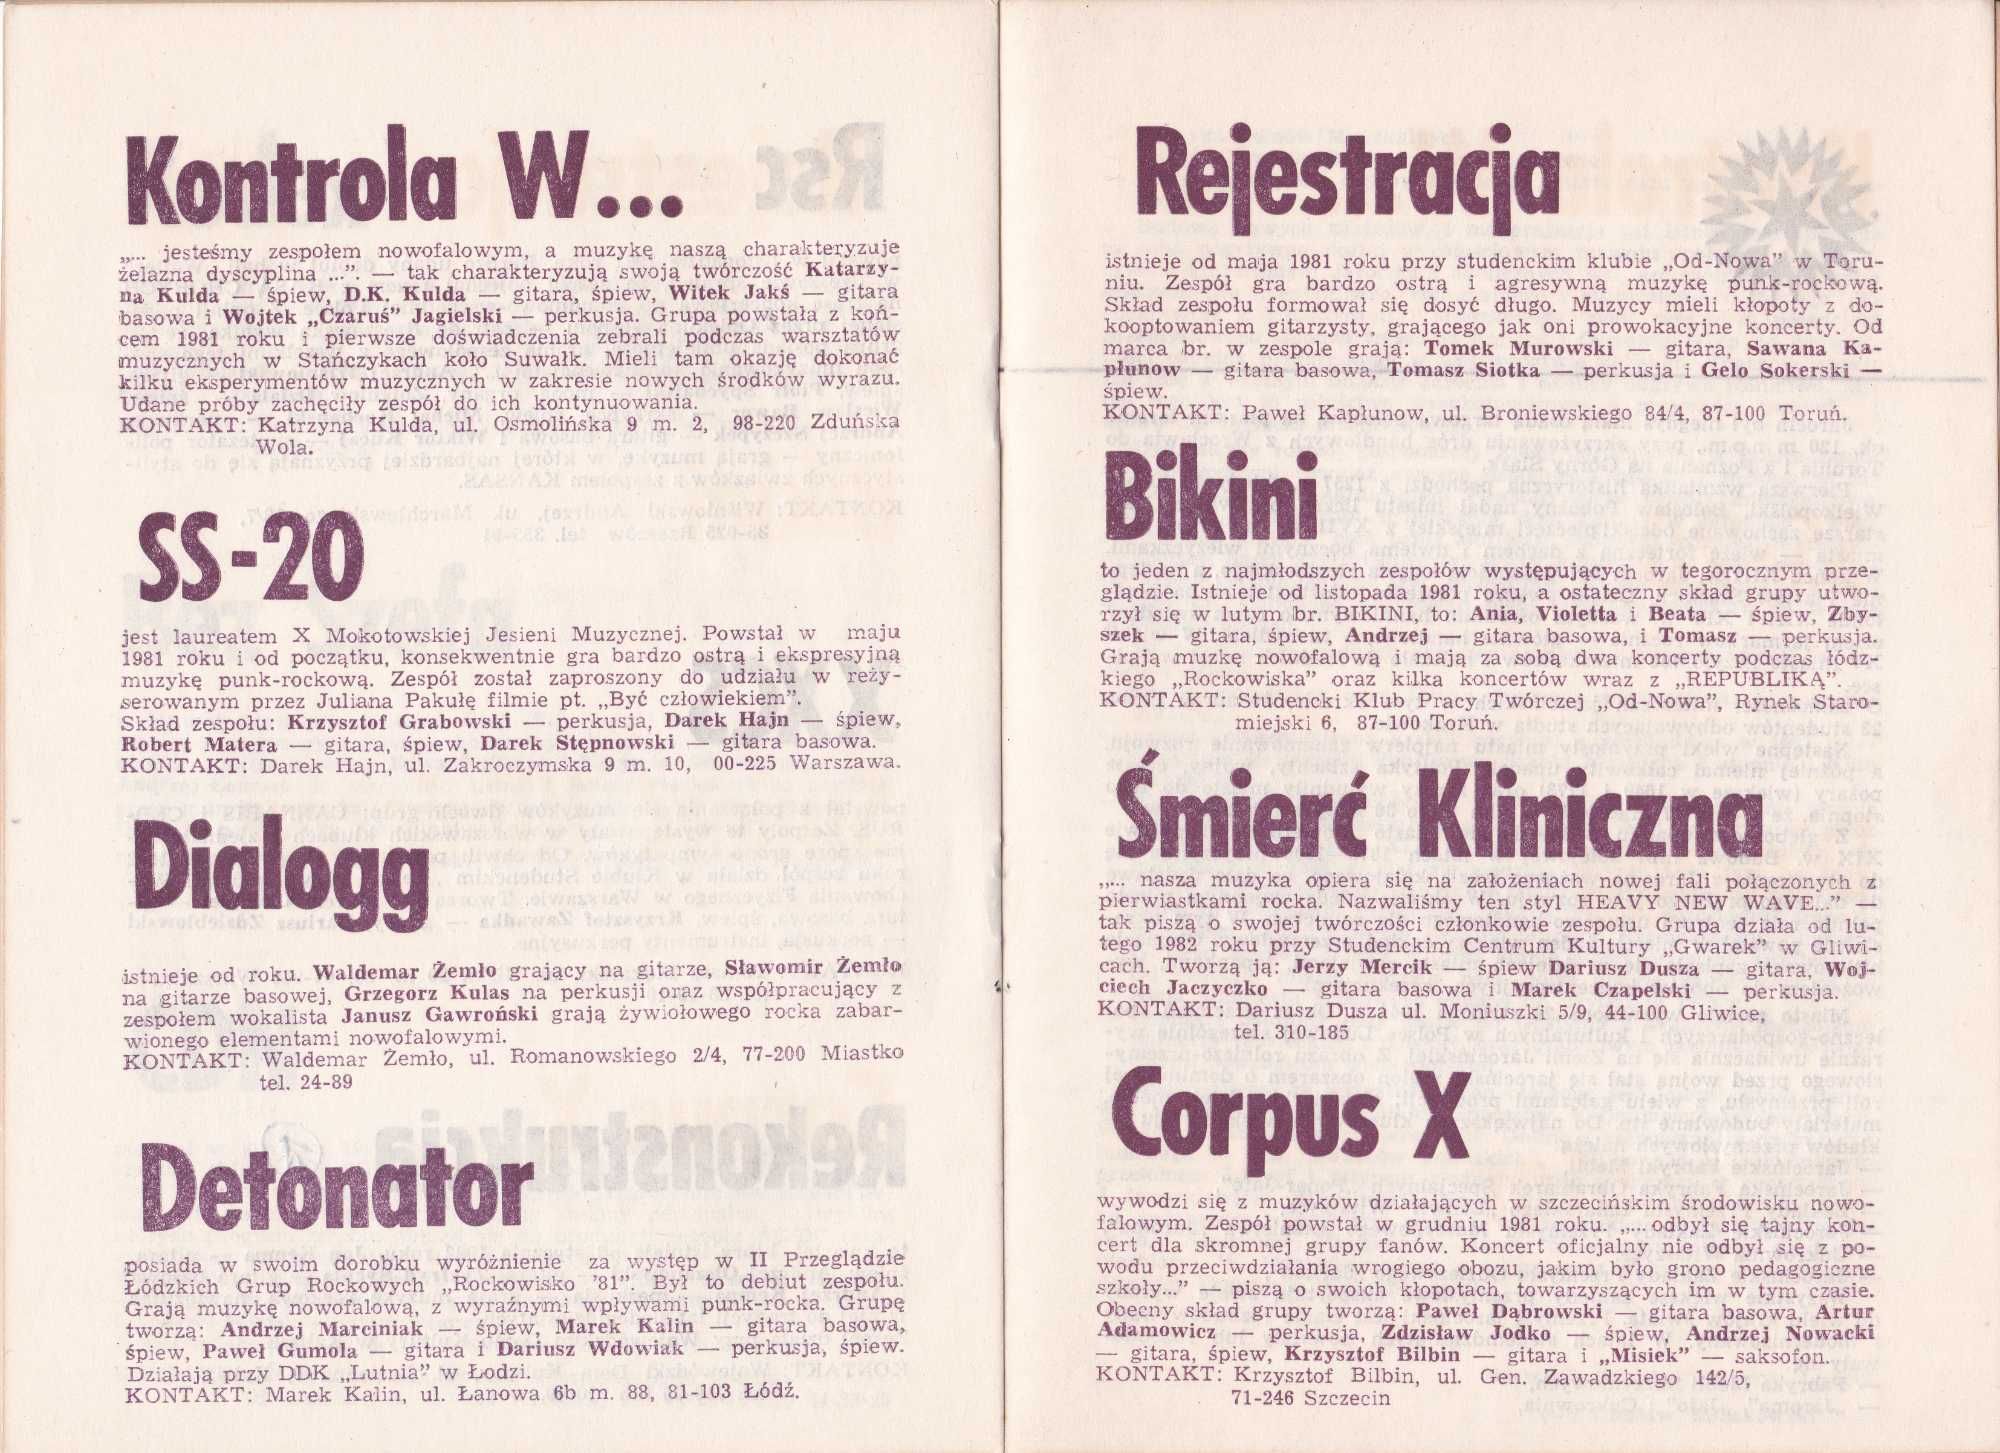 Kontrola W...
„... jesteśmy zespołem nowofalowym, a muzykę naszą charakteryzuje
żelazna dyscyplina ...”. — tak charakteryzują swoją twórczość Katarzy-
na Kulda — śpiew, D.K. Kulda — gitara, śpiew, Witek Jakś — gitara
basowa i Wojtek „Czaruś” Jagielski — perkusja. Grupa powstała z koń-
cem 1981 roku i pierwsze doświadczenia zebrali podczas warsztatów
muzycznych w Stańczykach koło Suwałk. Mieli tam okazję dokonać
kilku eksperymentów muzycznych w zakresie nowych środków wyrazu.
Udane próby zachęciły zespół do ich kontynuowania.
KONTAKT: Katrzyna Kulda, ul. Osmolińska 9 m. 2, 98-220 Zduńska
Wola.
SS-20
jest laureatem X Mokotowskiej Jesieni Muzycznej. Powstał w maju
1981 roku i od początku, konsekwentnie gra bardzo ostrą i ekspresyjną
muzykę punk-rockową. Zespół został zaproszony do udziału w reży-
serowanym przez Juliana Pakułę filmie pt. „Być człowiekiem”.
Skład zespołu: Krzysztof Grabowski — perkusja, Darek Hajn — śpiew,
Robert Matera — gitara, śpiew, Darek Stępnowski — gitara basowa.
KONTAKT: Darek Hajn, ul. Zakroczymska 9 m. 10, 00-225 Warszawa.
Dialogg
istnieje od roku. Waldemar Żemło grający na gitarze, Sławomir Żemło
na gitarze basowej, Grzegorz Kulas na perkusji oraz współpracujący z
zespołem wokalista Janusz Gawroński grają żywiołowego rocka zabar-
wionego elementami nowofalowymi.
KONTAKT: Waldemar Żemło, ul. Romanowskiego 2/4, 77-200 Miastko
tel. 24-89
Detonator
posiada w swoim dorobku wyróżnienie za występ w II Przeglądzie
Łódzkich Grup Rockowych „Rockowisko ’81”. Był to debiut zespołu.
Grają muzykę nowofalową, z wyraźnymi wpływami punk-rocka. Grupę
tworzą: Andrzej Marciniak — śpiew, Marek Kalin — gitara basowa,
śpiew, Paweł Gumola — gitara i Dariusz Wdowiak — perkusja, śpiew.
Działają przy DDK „Lutnia” w Łodzi.
KONTAKT: Marek Kalin, ul. Łanowa 6b m. 88, 81-103 Łódź.
Rejestracja
istnieje od maja 1981 roku przy studenckim klubie „Od-Nowa” w Toru-
niu. Zespół gra bardzo ostrą i agresywną muzykę punk-rockową.
Skład zespołu formował się dosyć długo. Muzycy mieli kłopoty z do-
kooptowaniem gitarzysty, grającego jak oni prowokacyjne koncerty. Od
marca br. w zespole grają: Tomek Murowski — gitara, Sawana Ka-
płunow — gitara basowa, Tomasz Siotka — perkusja i Gelo Sokerski —
śpiew.
KONTAKT: Paweł Kapłunow, ul. Broniewskiego 84/4, 87-100 Toruń.
Bikini
to jeden z najmłodszych zespołów występujących w tegorocznym prze-
glądzie. Istnieje od listopada 1981 roku, a ostateczny skład grupy utwo-
rzył się w lutym br. BIKINI, to: Ania, Violetta i Beata — śpiew, Zby-
szek — gitara, śpiew, Andrzej — gitara basowa, i Tomasz — perkusja.
Grają muzkę nowofalową i mają za sobą dwa koncerty podczas łódz-
kiego „Rockowiska” oraz kilka koncertów wraz z „REPUBLIKĄ”.
KONTAKT: Studencki Klub Pracy Twórczej „Od-Nowa”, Rynek Staro-
miejski 6, 87-100 Toruń.
Śmierć Kliniczna
„... nasza muzyka opiera się na założeniach nowej fali połączonych z
pierwiastkami rocka. Nazwaliśmy ten styl HEAVY NEW WAVE...” —
tak piszą o swojej twórczości członkowie zespołu. Grupa działa od lu-
tego 1982 roku przy Studenckim Centrum Kultury „Gwarek” w Gliwi-
cach. Tworzą ją: Jerzy Mercik — śpiew Dariusz Dusza — gitara, Woj-
ciech Jaczyczko — gitara basowa i Marek Czapelski — perkusja.
KONTAKT: Dariusz Dusza ul. Moniuszki 5/9, 44-100 Gliwice,
tel. 310-185
Corpus X
wywodzi się z muzyków działających w szczecińskim środowisku nowo-
falowym. Zespół powstał w grudniu 1981 roku. „... odbył się tajny kon-
cert dla skromnej grupy fanów. Koncert oficjalny nie odbył się z po-
wodu przeciwdziałania wrogiego obozu, jakim było grono pedagogiczne
szkoły...” — piszą o swoich kłopotach, towarzyszących im w tym czasie.
Obecny skład grupy tworzą: Paweł Dąbrowski — gitara basowa, Artur
Adamowicz — perkusja, Zdzisław Jodko — śpiew, Andrzej Nowacki
— gitara, śpiew, Krzysztof Bilbin — gitara i „Misiek” — saksofon.
KONTAKT: Krzysztof Bilbin, ul. Gen. Zawadzkiego 142/5,
71-246 Szczecin